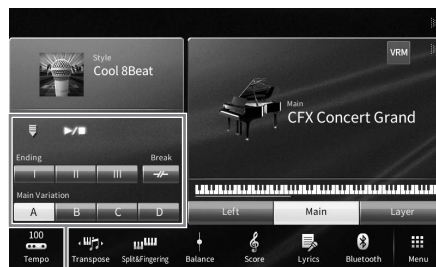 Style
Cool 8Beat
VRM
Main
CFX Concert Grand
Ending
Break
I
II
III
Main Variation
A
B
C
D
Left
Main
Layer
100
Tempo
Transpose
Split&Fingering
Balance
Score
Lyrics
Bluetooth
Menu